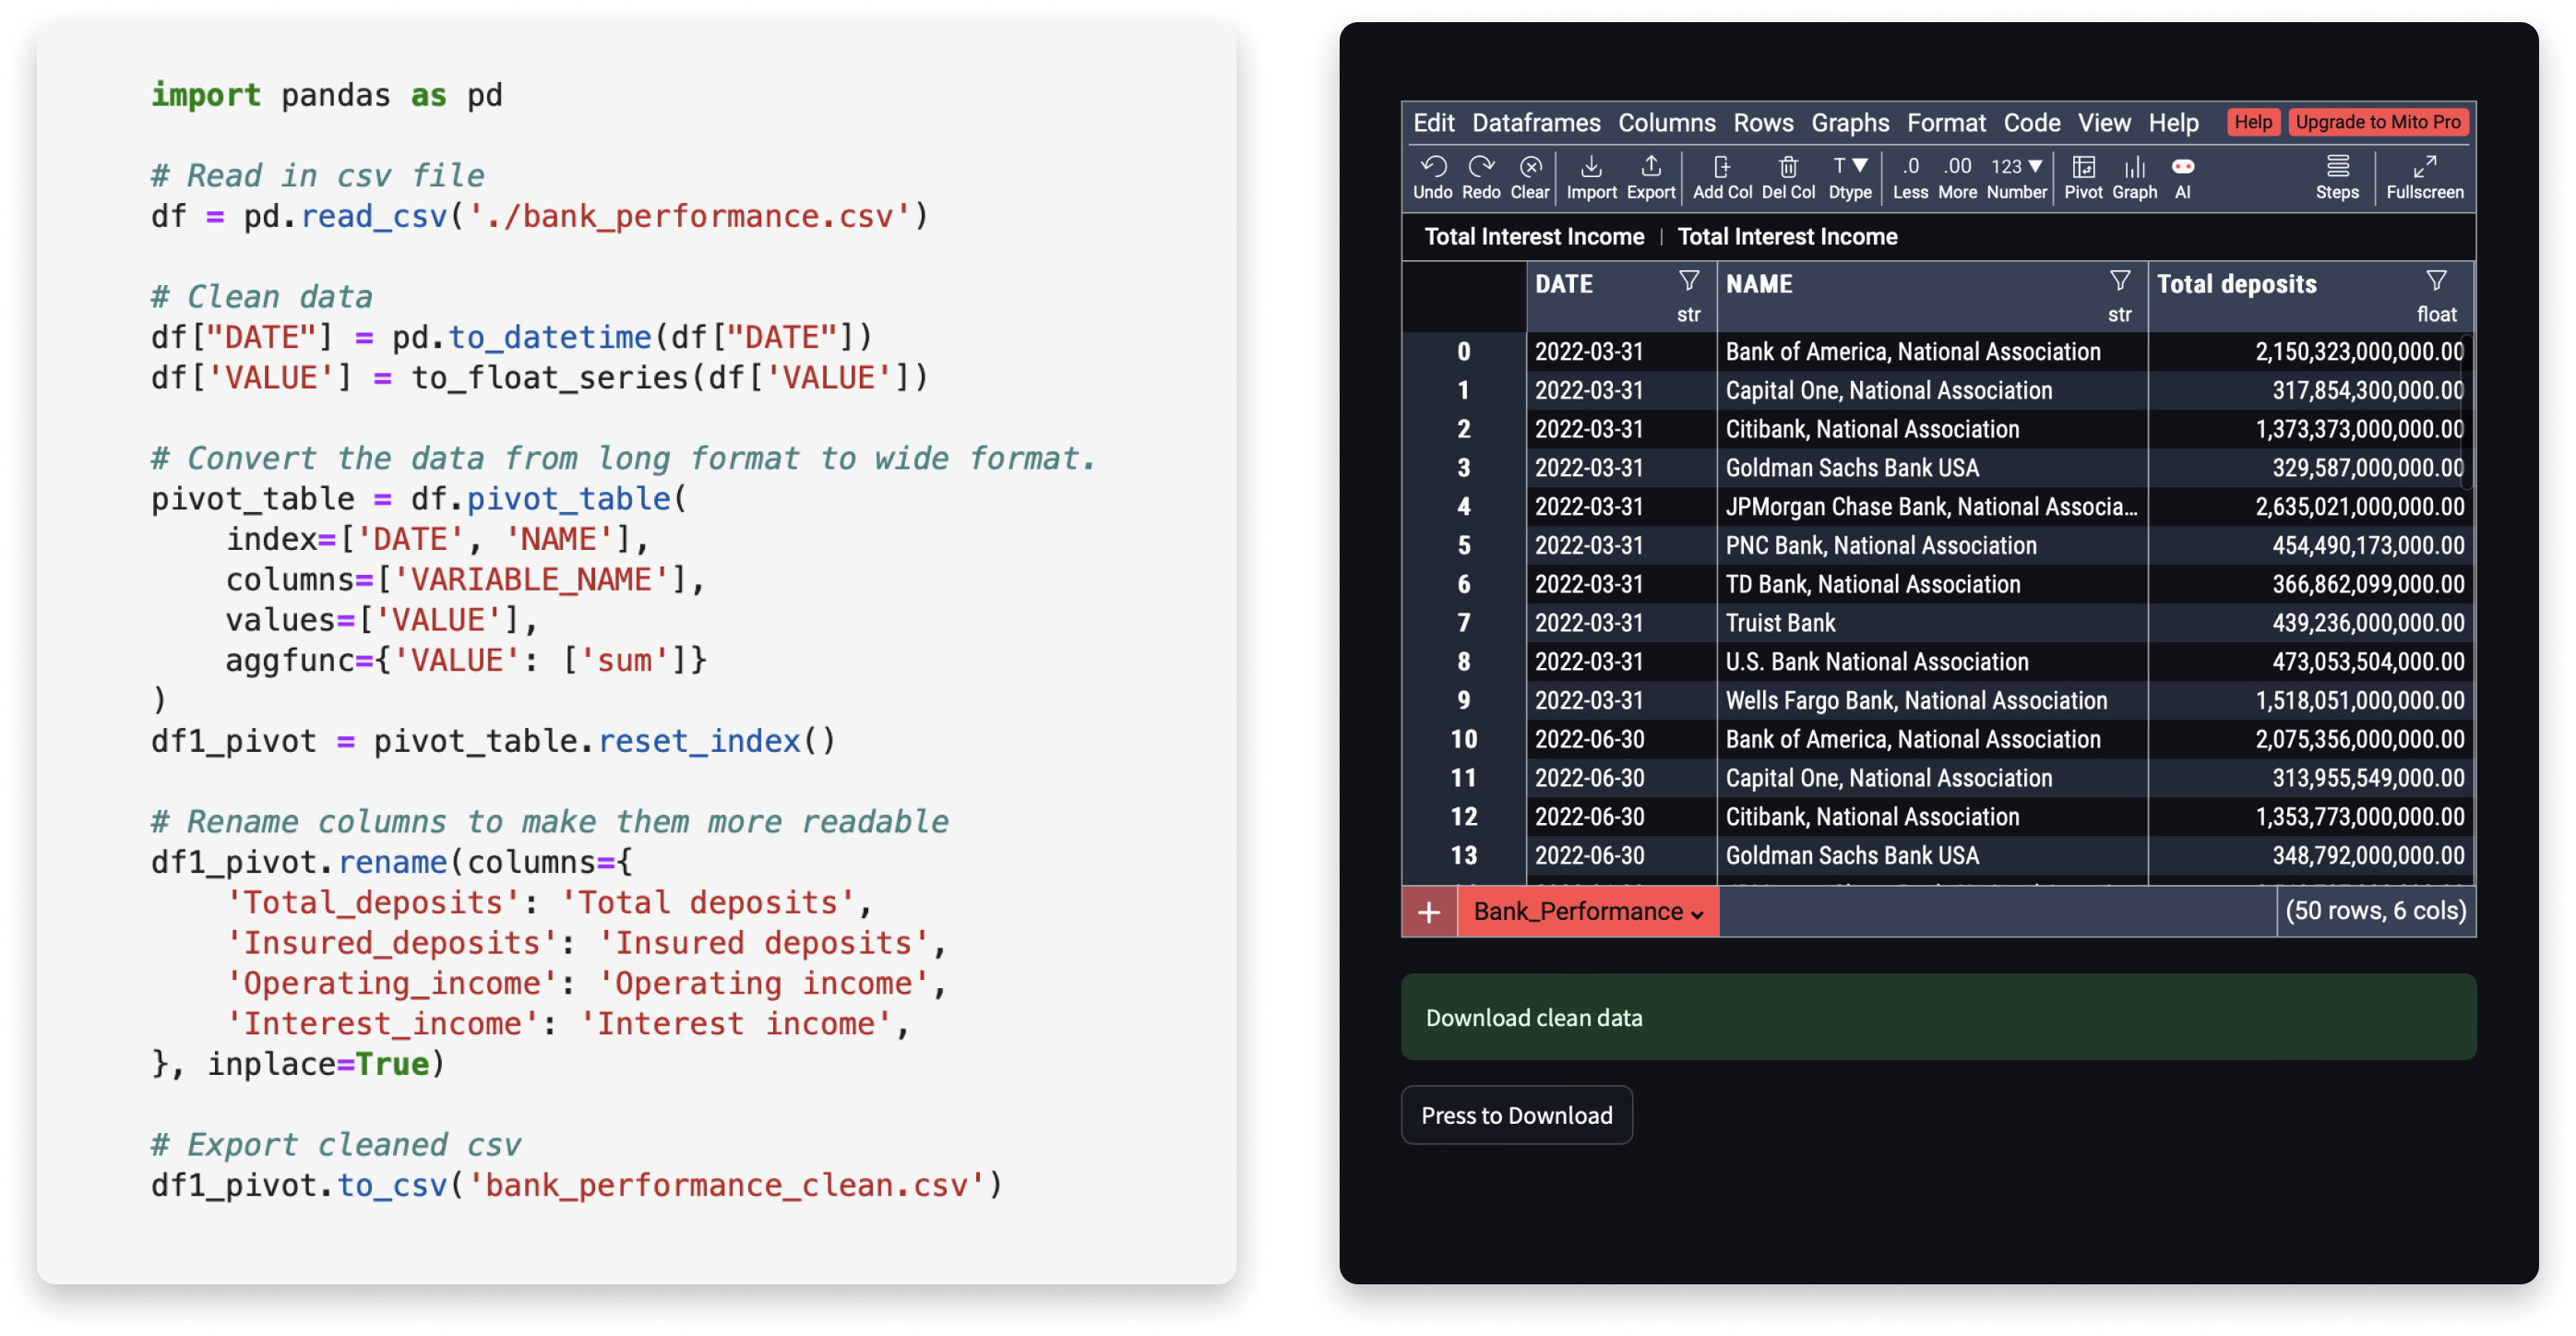 import pandas as pd
# Read in csv file
df = pd.read_csv('./bank_performance.csv')
# Clean data
df["DATE"] = pd.to_datetime(df["DATE"])
df['VALUE'] = to_float_series(df['VALUE'])
# Convert the data from long format to wide format.
pivot_table = df.pivot_table(
    index=['DATE', 'NAME'],
    columns=['VARIABLE_NAME'],
    values=['VALUE'],
    aggfunc={'VALUE': ['sum']}
)
df1_pivot = pivot_table.reset_index()
# Rename columns to make them more readable
df1_pivot.rename(columns={
    'Total_deposits': 'Total deposits',
    'Insured_deposits': 'Insured deposits',
    'Operating_income': 'Operating income',
    'Interest_income': 'Interest income',
}, inplace=True)
# Export cleaned csv
df1_pivot.to_csv('bank_performance_clean.csv')
Edit Dataframes Columns Rows Graphs Format Code View Help Help Upgrade to Mito Pro
T .0 .00 123
Undo Redo Clear Import Export Add Col Del Col Dtype Less More Number Pivot Graph AI Steps Fullscreen
Total Interest Income | Total Interest Income
DATE NAME Total deposits
str str float
0 2022-03-31 Bank of America, National Association 2,150,323,000,000.00
1 2022-03-31 Capital One, National Association 317,854,300,000.00
2 2022-03-31 Citibank, National Association 1,373,373,000,000.00
3 2022-03-31 Goldman Sachs Bank USA 329,587,000,000.00
4 2022-03-31 JPMorgan Chase Bank, National Associa... 2,635,021,000,000.00
5 2022-03-31 PNC Bank, National Association 454,490,173,000.00
6 2022-03-31 TD Bank, National Association 366,862,099,000.00
7 2022-03-31 Truist Bank 439,236,000,000.00
8 2022-03-31 U.S. Bank National Association 473,053,504,000.00
9 2022-03-31 Wells Fargo Bank, National Association 1,518,051,000,000.00
10 2022-06-30 Bank of America, National Association 2,075,356,000,000.00
11 2022-06-30 Capital One, National Association 313,955,549,000.00
12 2022-06-30 Citibank, National Association 1,353,773,000,000.00
13 2022-06-30 Goldman Sachs Bank USA 348,792,000,000.00
+ Bank_Performance (50 rows, 6 cols)
Download clean data
Press to Download